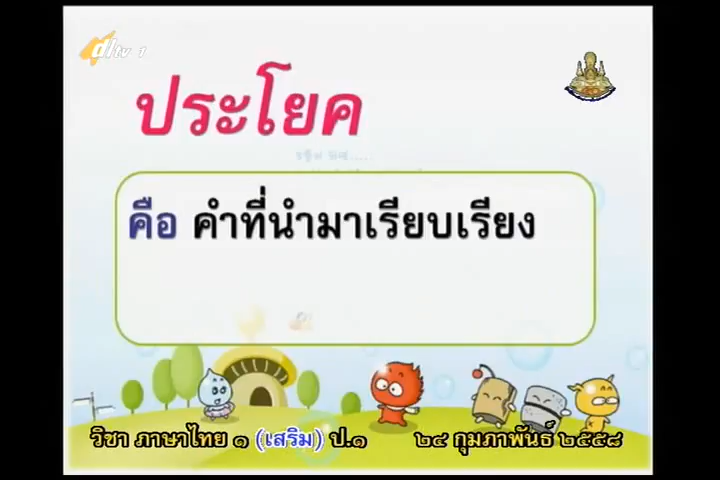 dltv 1
ประโยค
คือ คำที่นำมาเรียบเรียง
วิชา ภาษาไทย ๑ (เสริม) ป.๑ ๒๔ กุมภาพันธ์ ๒๕๕๘